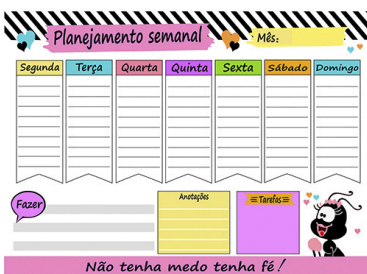 Planejamento semanal
Mês:
Segunda Terça Quarta Quinta Sexta Sábado Domingo
Fazer
Anotações
Tarefas
Não tenha medo tenha fé!